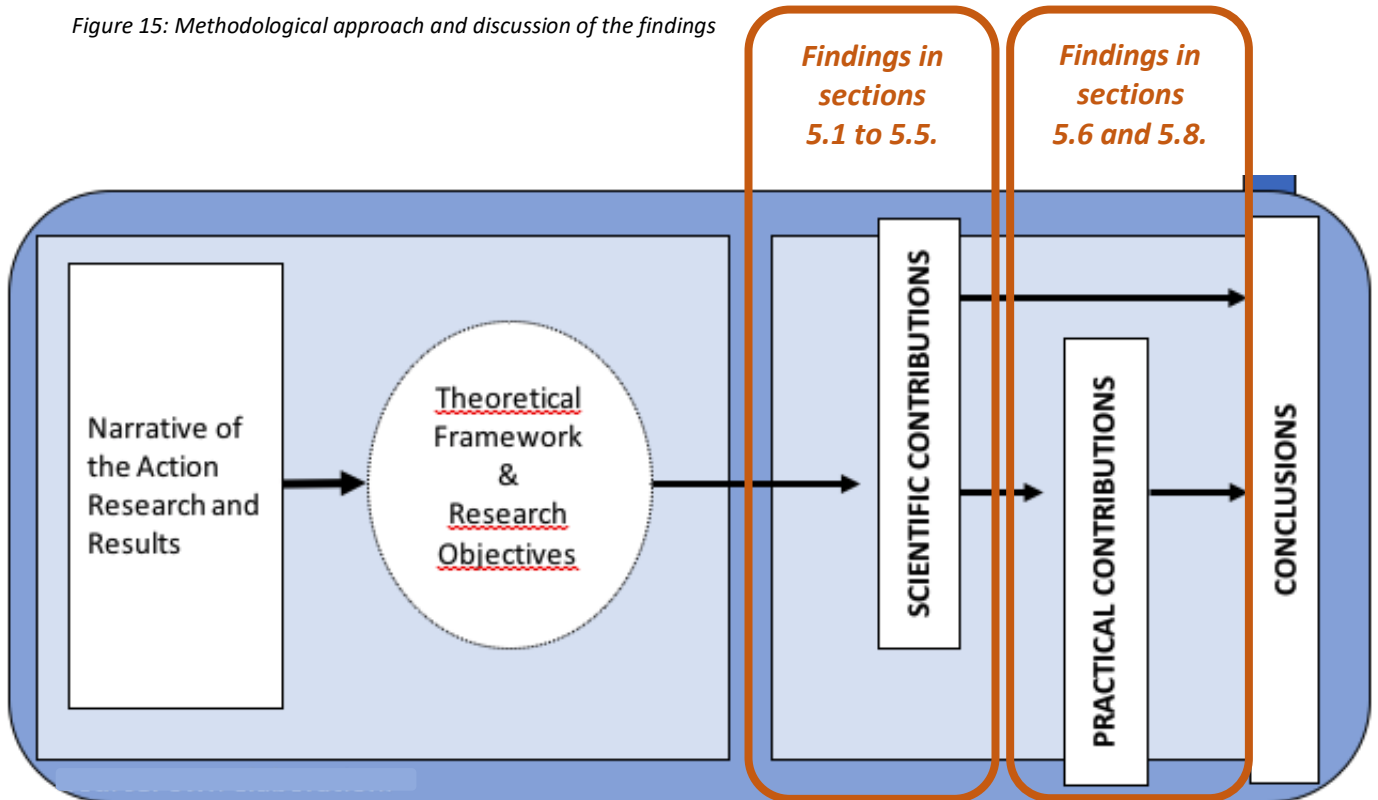 Figure 15: Methodological approach and discussion of the findings
Findings in
sections
5.1 to 5.5.
Findings in
sections
5.6 and 5.8.
Narrative of
the Action
Research and
Results
Theoretical
Framework
&
Research
Objectives
SCIENTIFIC CONTRIBUTIONS
PRACTICAL CONTRIBUTIONS
CONCLUSIONS